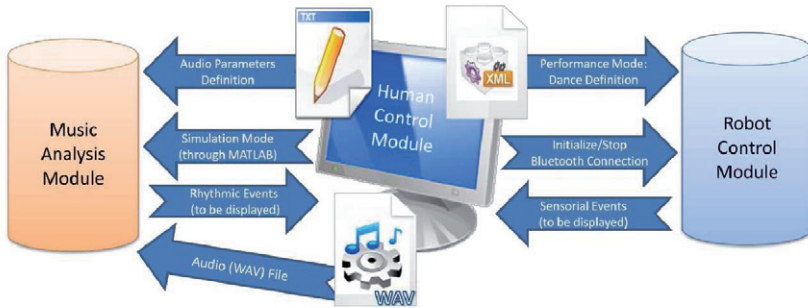 TXT
Audio Parameters
Definition
XML
Performance Mode:
Dance Definition
Human
Control
Module
Music
Analysis
Module
Simulation Mode
(through MATLAB)
Initialize/Stop
Bluetooth Connection
Robot
Control
Module
Rhythmic Events
(to be displayed)
Sensorial Events
(to be displayed)
Audio (WAV) File
WAV